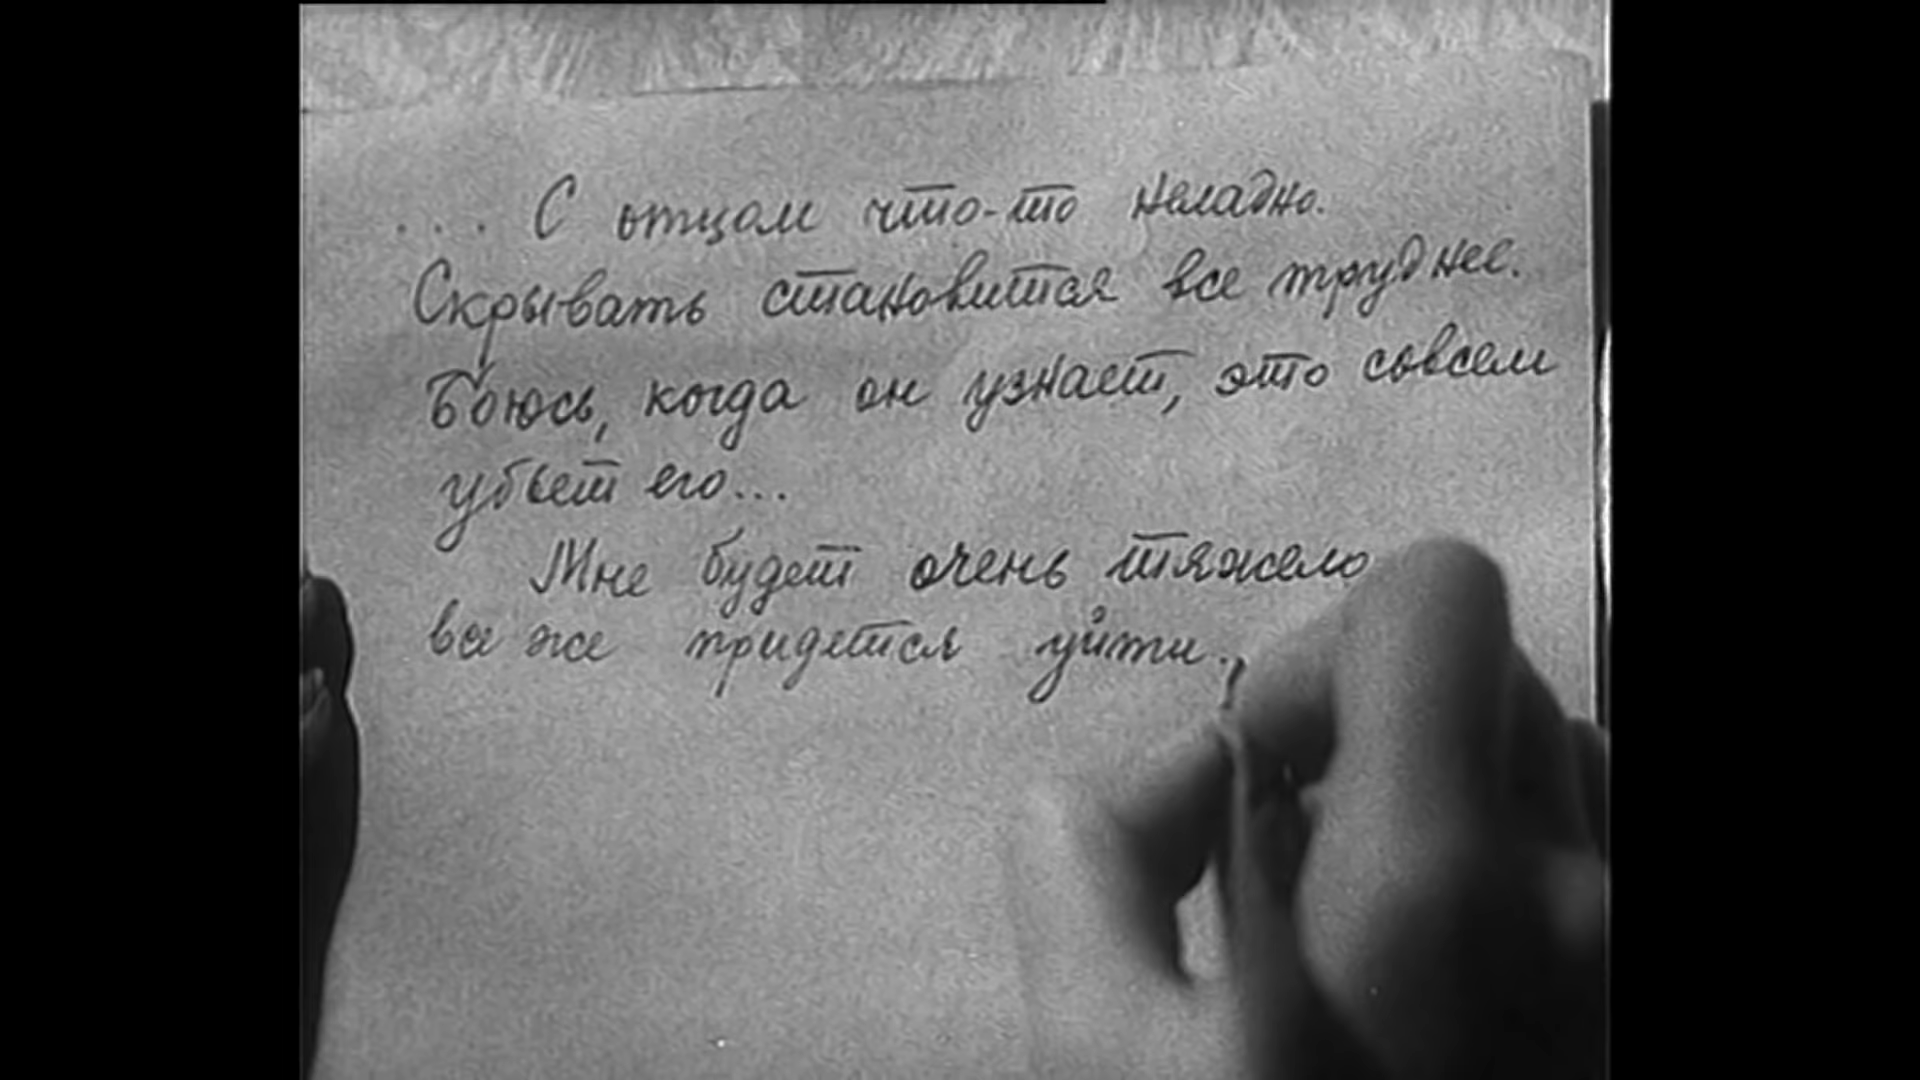 ... С отцом что-то неладно.
Скрывать становится все труднее.
Боюсь, когда он узнает, это совсем
убьет его...
Мне будет очень тяжело
все же придется уйти.